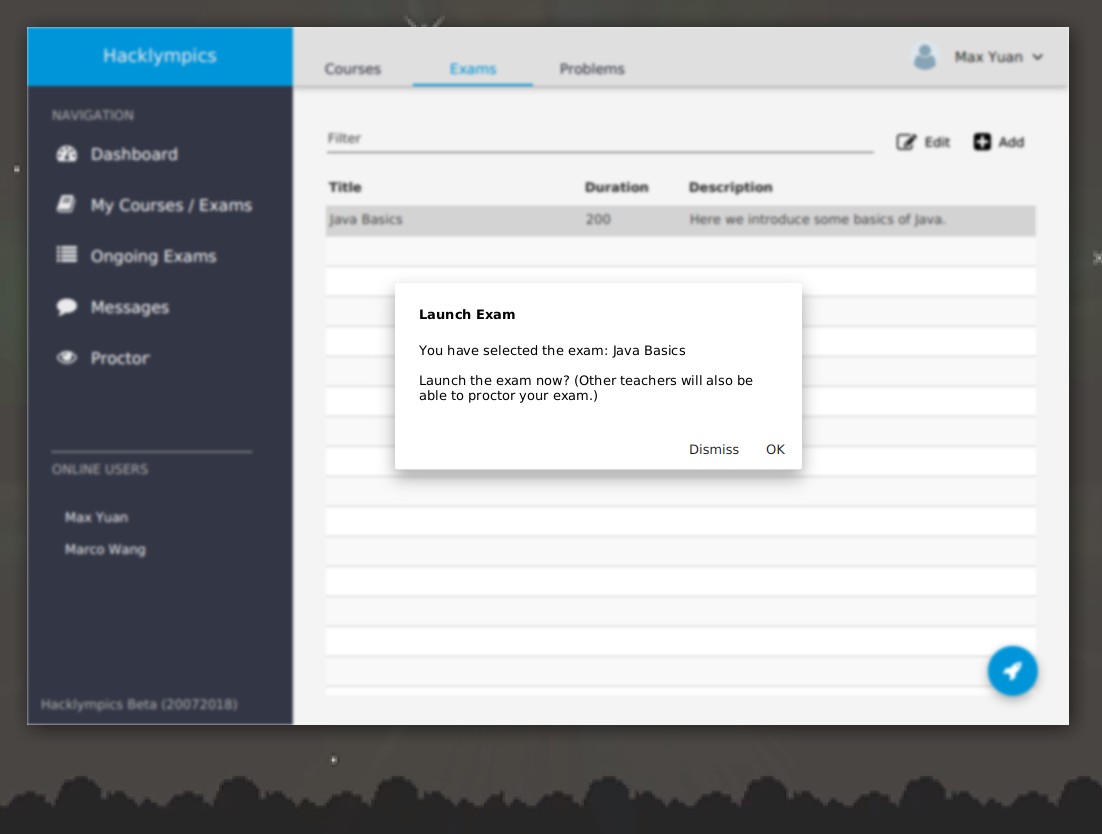 Hacklympics
Courses Exams Problems
Max Yuan
NAVIGATION
Dashboard
My Courses / Exams
Ongoing Exams
Messages
Proctor
ONLINE USERS
Max Yuan
Marco Wang
Hacklympics Beta (20072018)
Filter
Edit Add
Title Duration Description
Java Basics 200 Here we introduce some basics of Java.
Launch Exam
You have selected the exam: Java Basics
Launch the exam now? (Other teachers will also be
able to proctor your exam.)
Dismiss OK